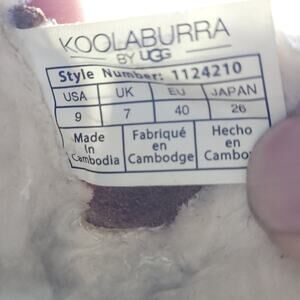 KOOLABURRA
BY UGG
Style Number: 1124210
USA UK EU JAPAN
9 7 40 26
Made Fabriqué Hecho
in en en
Cambodia Cambodge Cambo